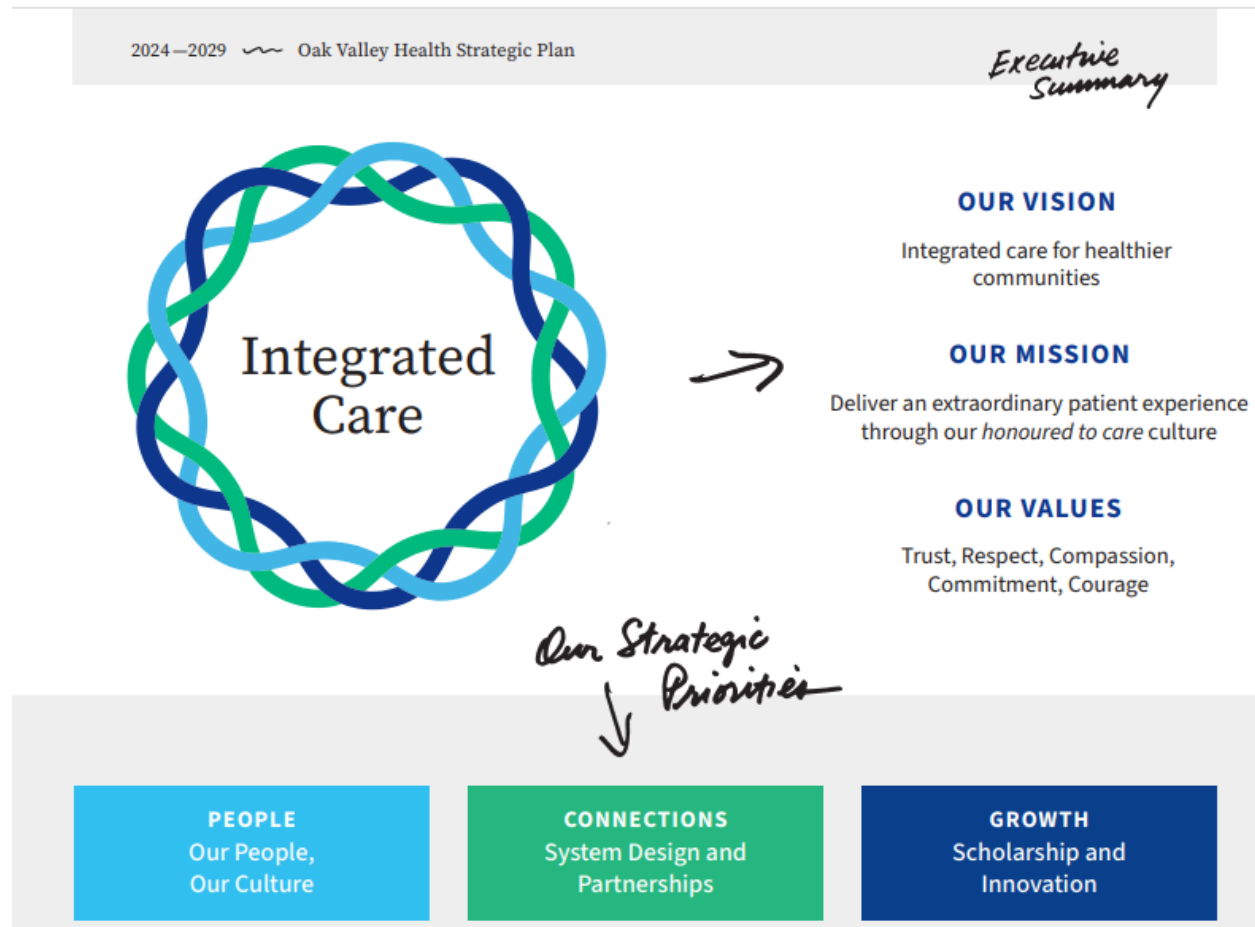 2024—2029 Oak Valley Health Strategic Plan
Executive
Summary
Integrated
Care
OUR VISION
Integrated care for healthier
communities
OUR MISSION
Deliver an extraordinary patient experience
through our honoured to care culture
OUR VALUES
Trust, Respect, Compassion,
Commitment, Courage
Our Strategic
Priorities
PEOPLE
Our People,
Our Culture
CONNECTIONS
System Design and
Partnerships
GROWTH
Scholarship and
Innovation